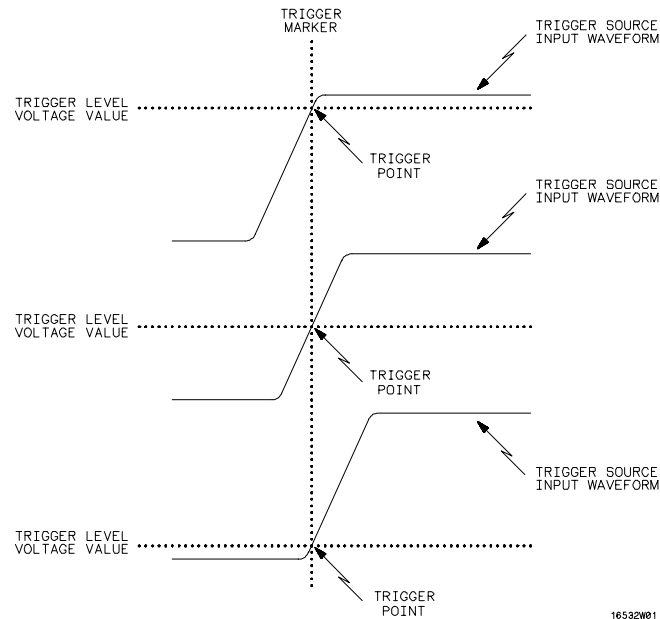 TRIGGER
MARKER
TRIGGER SOURCE
INPUT WAVEFORM
TRIGGER LEVEL
VOLTAGE VALUE
TRIGGER
POINT
TRIGGER SOURCE
INPUT WAVEFORM
TRIGGER LEVEL
VOLTAGE VALUE
TRIGGER
POINT
TRIGGER SOURCE
INPUT WAVEFORM
TRIGGER LEVEL
VOLTAGE VALUE
TRIGGER
POINT
16532W01